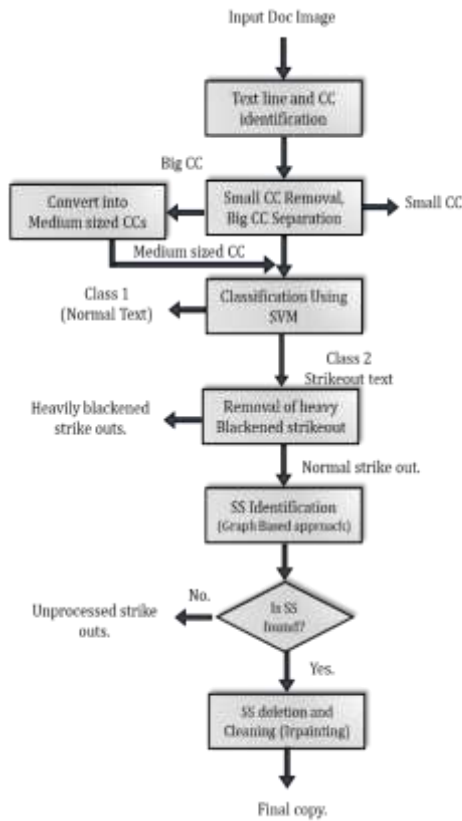 Input Doc Image
Text line and CC
identification
Big CC
Convert into
Medium sized CCs
Small CC Removal,
Big CC Separation
Small CC
Medium sized CC
Class 1
(Normal Text)
Classification Using
SVM
Class 2
Strikeout text
Heavily blackened
strike outs.
Removal of heavy
Blackened strikeout
Normal strike out.
SS Identification
(Graph Based approach)
No.
Is SS
found?
Unprocessed strike
outs.
Yes.
SS deletion and
Cleaning (Inpainting)
Final copy.